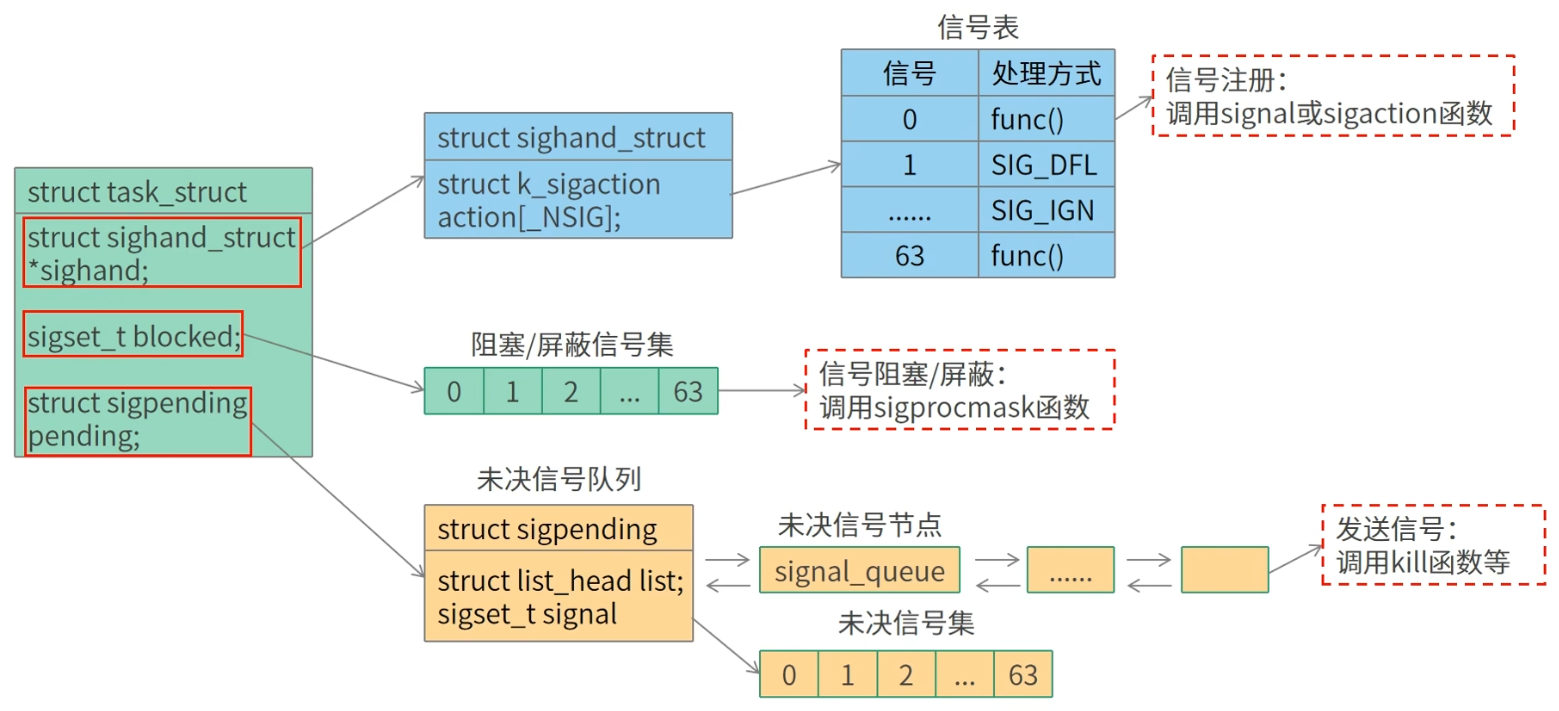 信号表
信号 处理方式
0 func()
1 SIG_DFL
...... SIG_IGN
63 func()
信号注册：
调用signal或sigaction函数
struct sighand_struct
struct k_sigaction
action[_NSIG];
struct task_struct
struct sighand_struct
*sighand;
sigset_t blocked;
struct sigpending
pending;
阻塞/屏蔽信号集
0 1 2 ... 63
信号阻塞/屏蔽：
调用sigprocmask函数
未决信号队列
struct sigpending
struct list_head list;
sigset_t signal
未决信号节点
signal_queue
......
发送信号：
调用kill函数等
未决信号集
0 1 2 ... 63